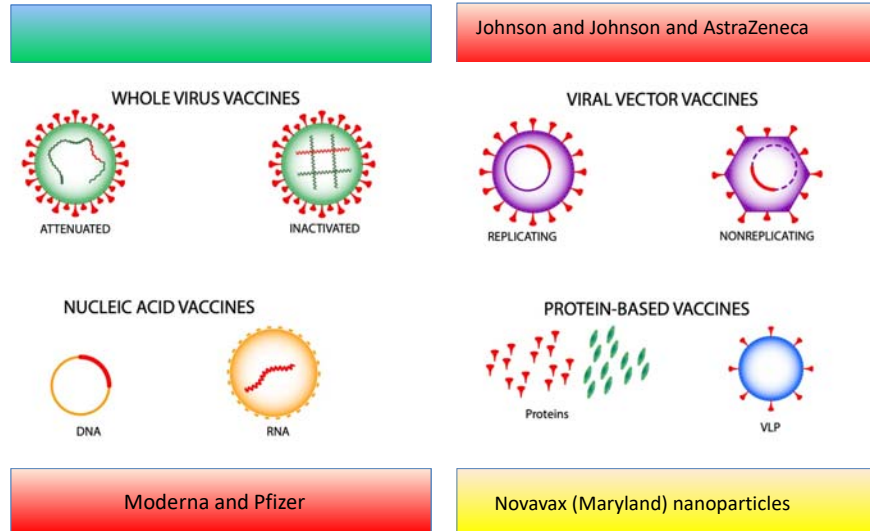 Johnson and Johnson and AstraZeneca
WHOLE VIRUS VACCINES
VIRAL VECTOR VACCINES
ATTENUATED
INACTIVATED
REPLICATING
NONREPLICATING
NUCLEIC ACID VACCINES
PROTEIN-BASED VACCINES
DNA
RNA
Proteins
VLP
Moderna and Pfizer
Novavax (Maryland) nanoparticles